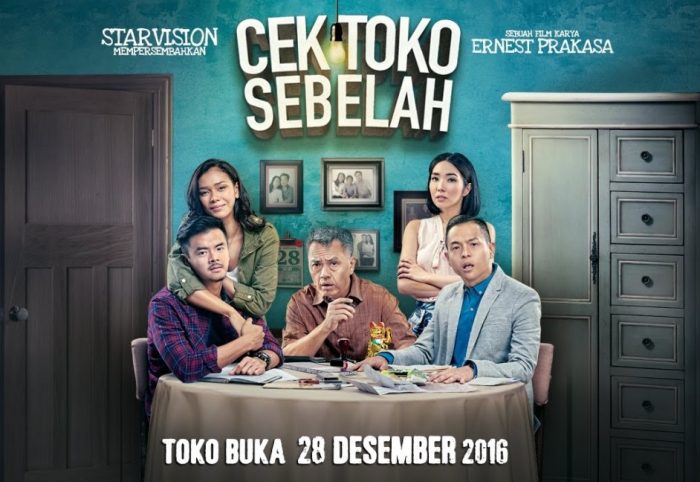 STARVISION
MEMPERSEMBAHKAN
CEK TOKO
SEBELAH
SEBUAH FILM KARYA
ERNEST PRAKASA
28
TOKO BUKA 28 DESEMBER 2016